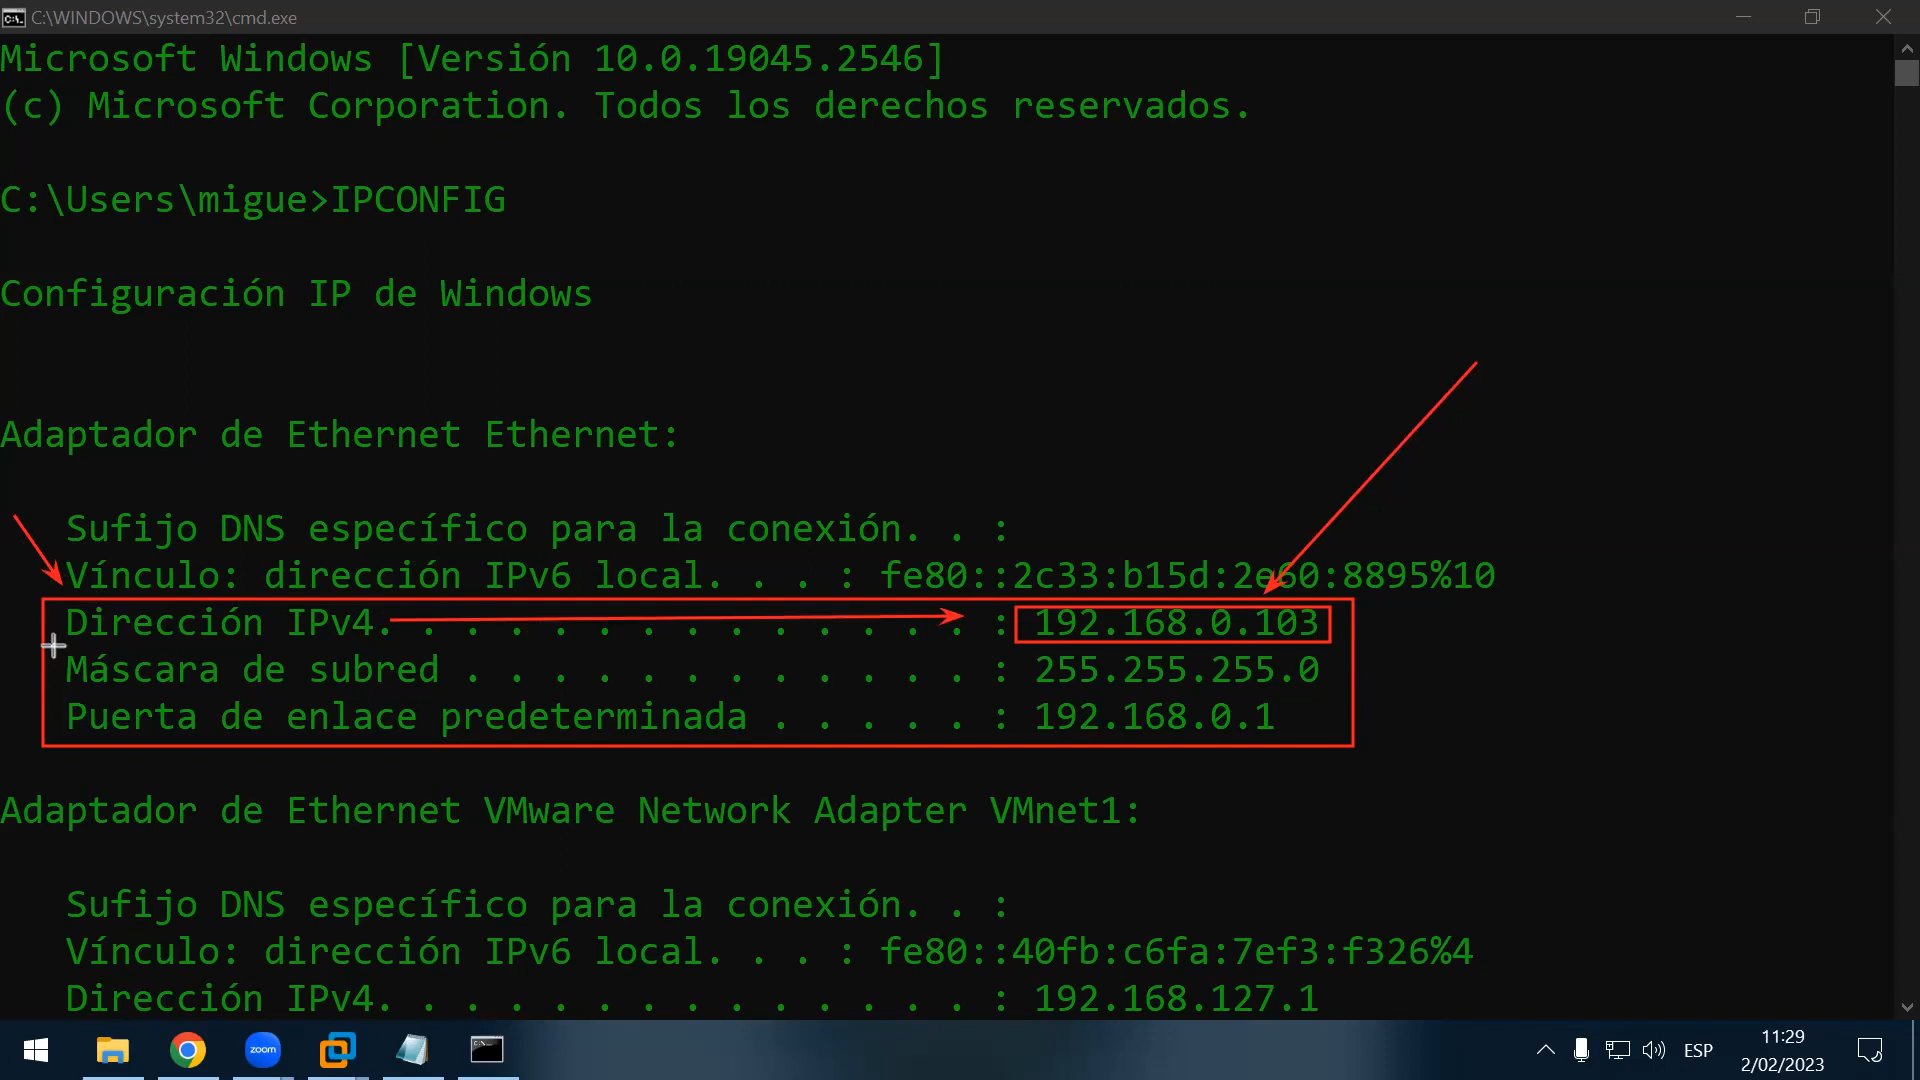 C:\WINDOWS\system32\cmd.exe
Microsoft Windows [Versión 10.0.19045.2546]
(c) Microsoft Corporation. Todos los derechos reservados.
C:\Users\migue>IPCONFIG
Configuración IP de Windows
Adaptador de Ethernet Ethernet:
Sufijo DNS específico para la conexión. . :
Vínculo: dirección IPv6 local. . . : fe80::2c33:b15d:2e60:8895%10
Dirección IPv4. . . . . . . . . . . . . . : 192.168.0.103
Máscara de subred . . . . . . . . . . . . : 255.255.255.0
Puerta de enlace predeterminada . . . . . : 192.168.0.1
Adaptador de Ethernet VMware Network Adapter VMnet1:
Sufijo DNS específico para la conexión. . :
Vínculo: dirección IPv6 local. . . : fe80::40fb:c6fa:7ef3:f326%4
Dirección IPv4. . . . . . . . . . . . . . : 192.168.127.1
zoom
ESP
11:29
2/02/2023